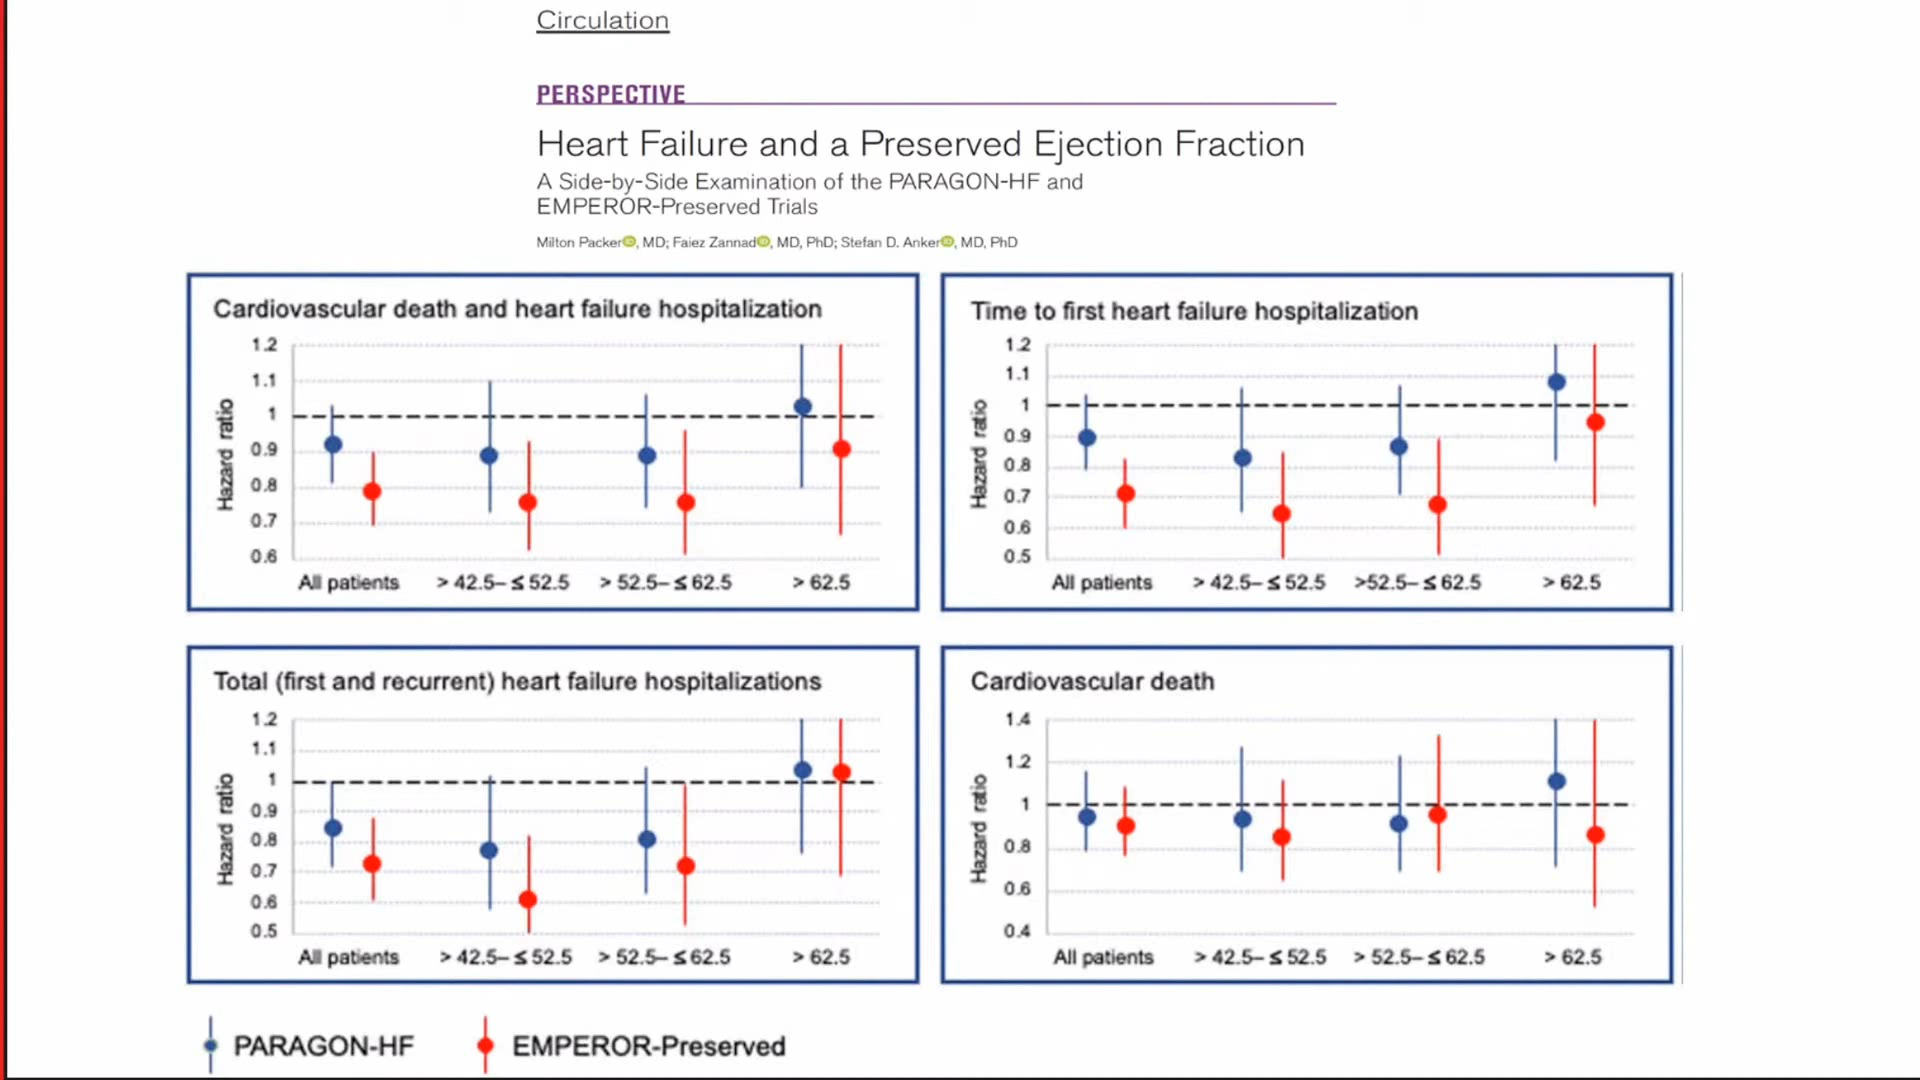 Circulation
PERSPECTIVE
Heart Failure and a Preserved Ejection Fraction
A Side-by-Side Examination of the PARAGON-HF and
EMPEROR-Preserved Trials
Milton Packer, MD; Faiez Zannad, MD, PhD; Stefan D. Anker, MD, PhD
Cardiovascular death and heart failure hospitalization
Hazard ratio
1.2
1.1
1
0.9
0.8
0.7
0.6
All patients > 42.5– ≤ 52.5 > 52.5– ≤ 62.5 > 62.5
Time to first heart failure hospitalization
Hazard ratio
1.2
1.1
1
0.9
0.8
0.7
0.6
0.5
All patients > 42.5– ≤ 52.5 >52.5– ≤ 62.5 > 62.5
Total (first and recurrent) heart failure hospitalizations
Hazard ratio
1.2
1.1
1
0.9
0.8
0.7
0.6
0.5
All patients > 42.5– ≤ 52.5 > 52.5– ≤ 62.5 > 62.5
Cardiovascular death
Hazard ratio
1.4
1.2
1
0.8
0.6
0.4
All patients > 42.5– ≤ 52.5 > 52.5– ≤ 62.5 > 62.5
PARAGON-HF EMPEROR-Preserved